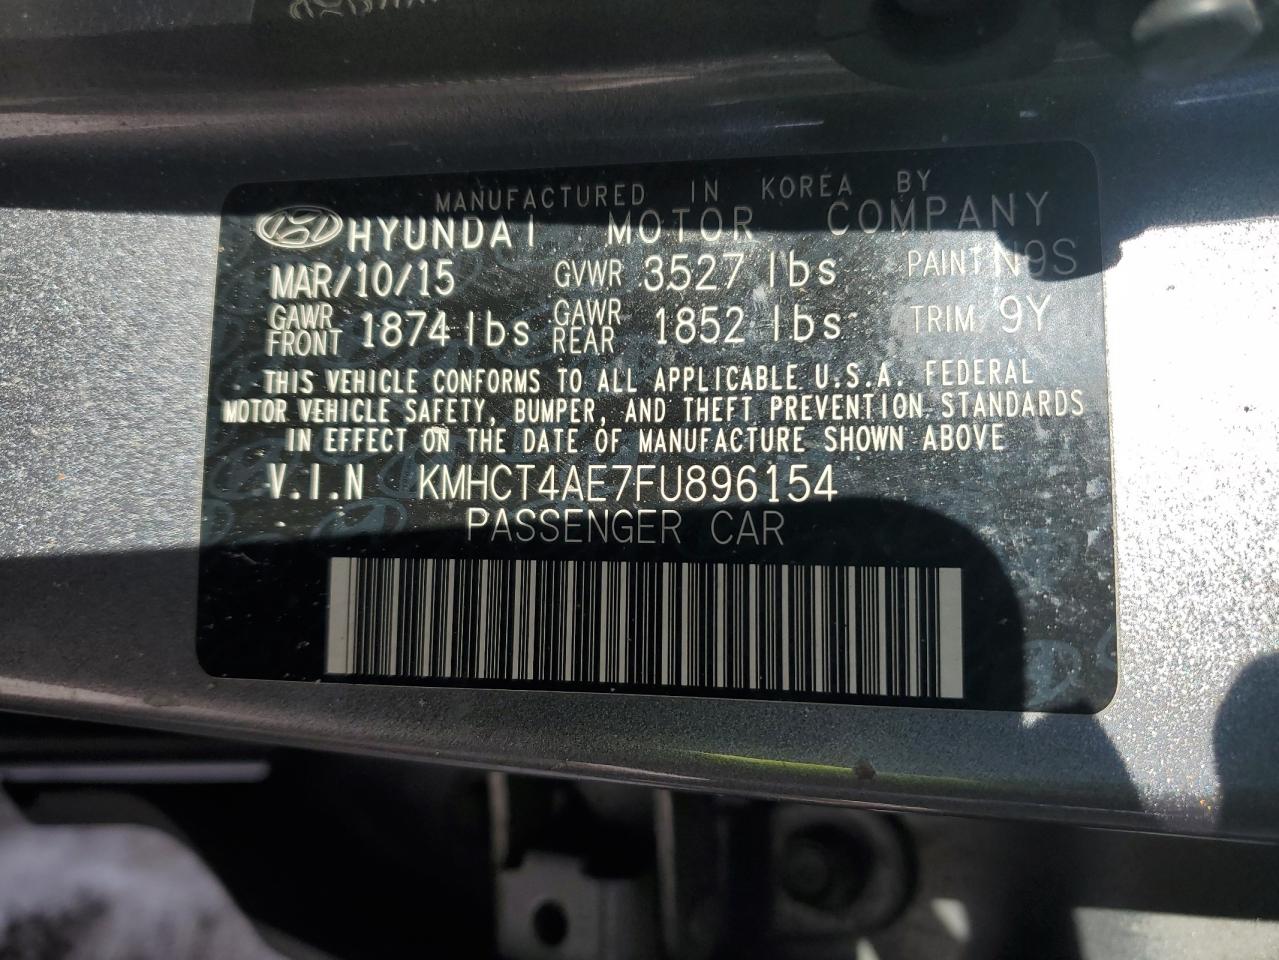 MANUFACTURED IN KOREA BY
HYUNDAI MOTOR COMPANY
MAR/10/15 GVWR 3527 lbs PAINT N9S
GAWR FRONT 1874 lbs GAWR REAR 1852 lbs TRIM 9Y
THIS VEHICLE CONFORMS TO ALL APPLICABLE U.S.A. FEDERAL
MOTOR VEHICLE SAFETY, BUMPER, AND THEFT PREVENTION STANDARDS
IN EFFECT ON THE DATE OF MANUFACTURE SHOWN ABOVE
V.I.N KMHCT4AE7FU896154
PASSENGER CAR